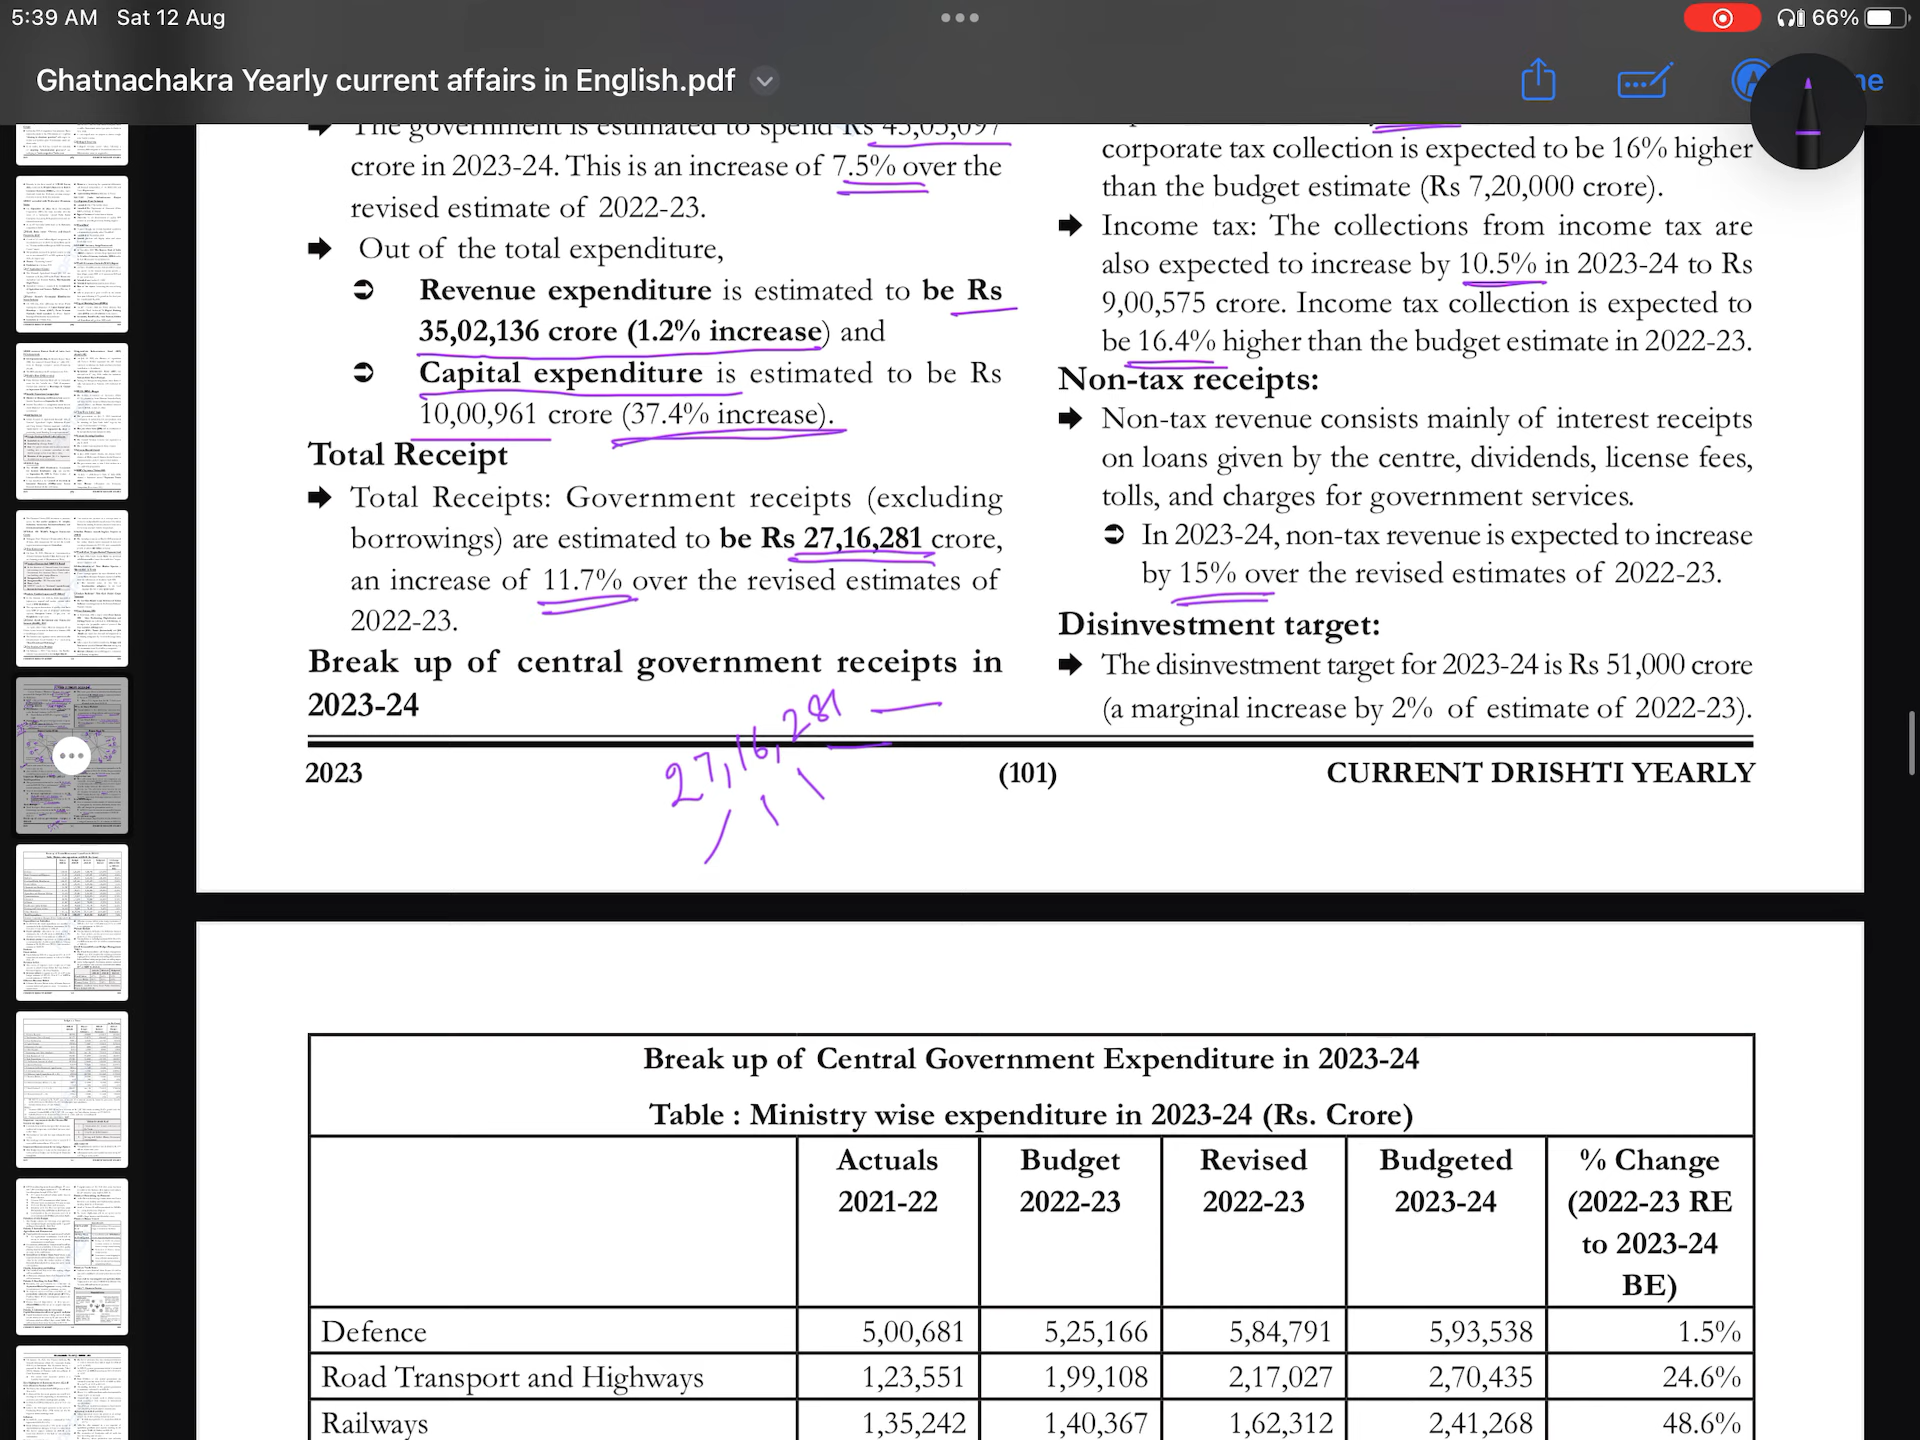 5:39 AM Sat 12 Aug
66%
Ghatnachakra Yearly current affairs in English.pdf
The government is estimated to spend Rs 45,03,097
crore in 2023-24. This is an increase of 7.5% over the
revised estimate of 2022-23.
Out of the total expenditure,
Revenue expenditure is estimated to be Rs
35,02,136 crore (1.2% increase) and
Capital expenditure is estimated to be Rs
10,00,961 crore (37.4% increase).
Total Receipt
Total Receipts: Government receipts (excluding
borrowings) are estimated to be Rs 27,16,281 crore,
an increase of 11.7% over the revised estimates of
2022-23.
Break up of central government receipts in
2023-24
corporate tax collection is expected to be 16% higher
than the budget estimate (Rs 7,20,000 crore).
Income tax: The collections from income tax are
also expected to increase by 10.5% in 2023-24 to Rs
9,00,575 crore. Income tax collection is expected to
be 16.4% higher than the budget estimate in 2022-23.
Non-tax receipts:
Non-tax revenue consists mainly of interest receipts
on loans given by the centre, dividends, license fees,
tolls, and charges for government services.
In 2023-24, non-tax revenue is expected to increase
by 15% over the revised estimates of 2022-23.
Disinvestment target:
The disinvestment target for 2023-24 is Rs 51,000 crore
(a marginal increase by 2% of estimate of 2022-23).
27,16,281
2023 (101) CURRENT DRISHTI YEARLY
Break up of Central Government Expenditure in 2023-24
Table : Ministry wise expenditure in 2023-24 (Rs. Crore)
Actuals Budget Revised Budgeted % Change
2021-22 2022-23 2022-23 2023-24 (2022-23 RE
to 2023-24
BE)
Defence 5,00,681 5,25,166 5,84,791 5,93,538 1.5%
Road Transport and Highways 1,23,551 1,99,108 2,17,027 2,70,435 24.6%
Railways 1,35,242 1,40,367 1,62,312 2,41,268 48.6%